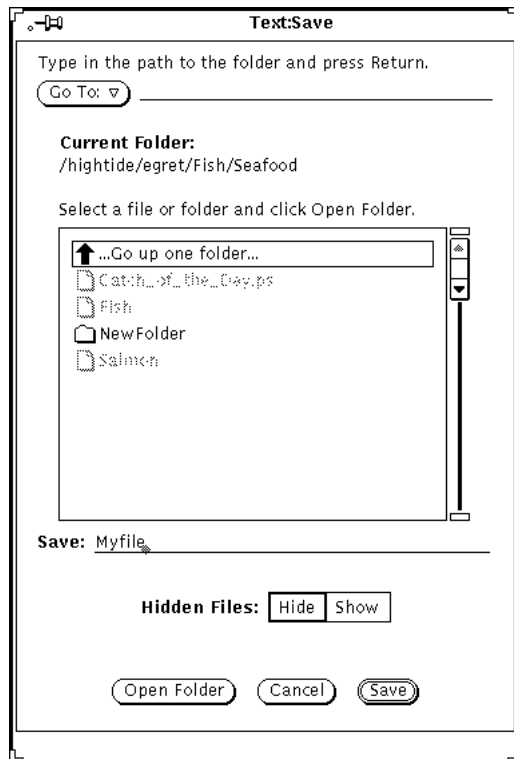 Text:Save
Type in the path to the folder and press Return.
Go To:
Current Folder:
/hightide/egret/Fish/Seafood
Select a file or folder and click Open Folder.
...Go up one folder...
Catch_of_the_Day.ps
Fish
NewFolder
Salmon
Save: Myfile
Hidden Files: Hide Show
Open Folder Cancel Save